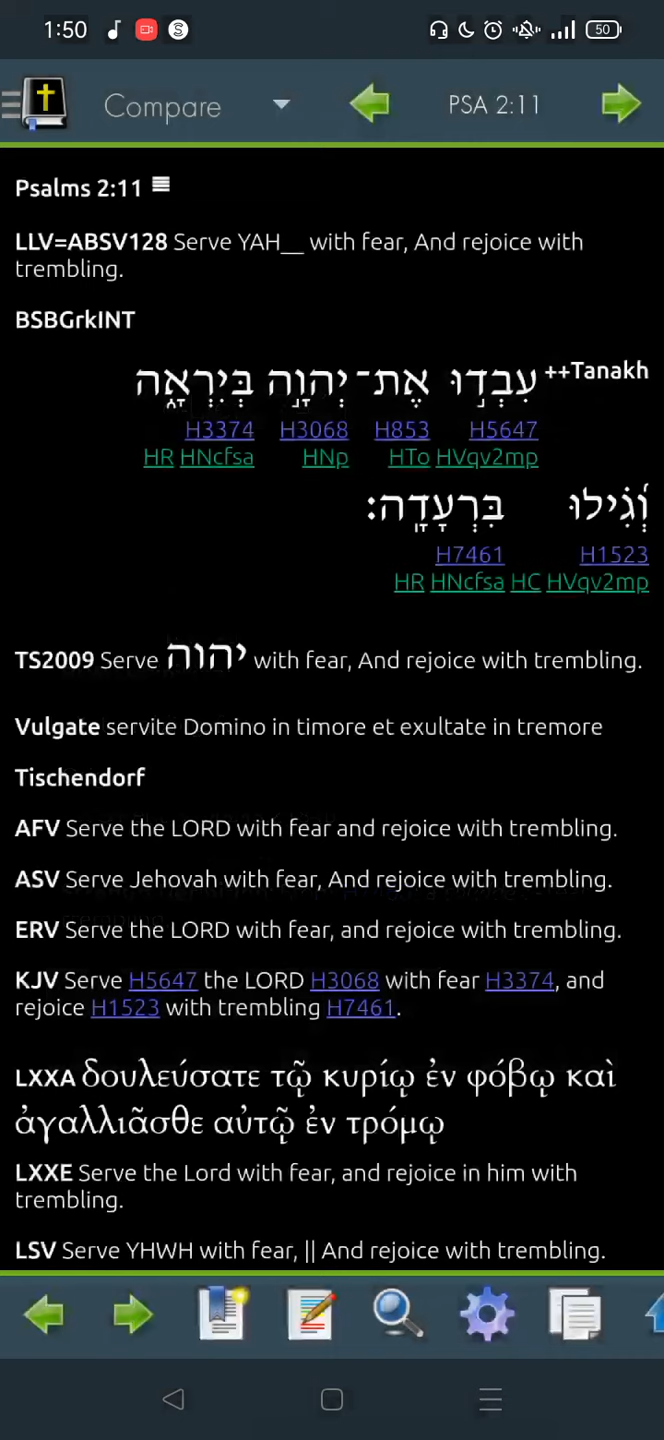 1:50
50
Compare
PSA 2:11
Psalms 2:11
LLV=ABSV128 Serve YAH__ with fear, And rejoice with
trembling.
BSBGrkINT
++Tanakh עִבְד֣וּ אֶת־ יְהוָ֣ה בְּיִרְאָ֑ה
H3374 H3068 H853 H5647
HR HNcfsa HNp HTo HVqv2mp
וְ֝גִ֗ילוּ בִּרְעָדָֽה׃
H7461 H1523
HR HNcfsa HC HVqv2mp
TS2009 Serve יהוה with fear, And rejoice with trembling.
Vulgate servite Domino in timore et exultate in tremore
Tischendorf
AFV Serve the LORD with fear and rejoice with trembling.
ASV Serve Jehovah with fear, And rejoice with trembling.
ERV Serve the LORD with fear, and rejoice with trembling.
KJV Serve H5647 the LORD H3068 with fear H3374, and
rejoice H1523 with trembling H7461.
LXXA δουλεύσατε τῷ κυρίῳ ἐν φόβῳ καὶ
ἀγαλλιᾶσθε αὐτῷ ἐν τρόμῳ
LXXE Serve the Lord with fear, and rejoice in him with
trembling.
LSV Serve YHWH with fear, || And rejoice with trembling.